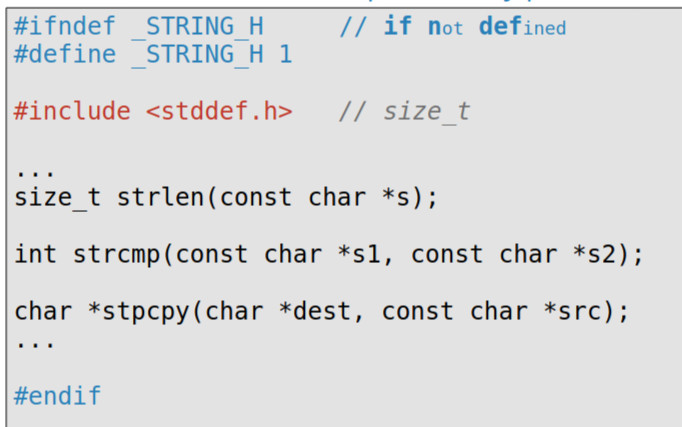 #ifndef _STRING_H // if not defined
#define _STRING_H 1
#include <stddef.h> // size_t
...
size_t strlen(const char *s);
int strcmp(const char *s1, const char *s2);
char *stpcpy(char *dest, const char *src);
...
#endif